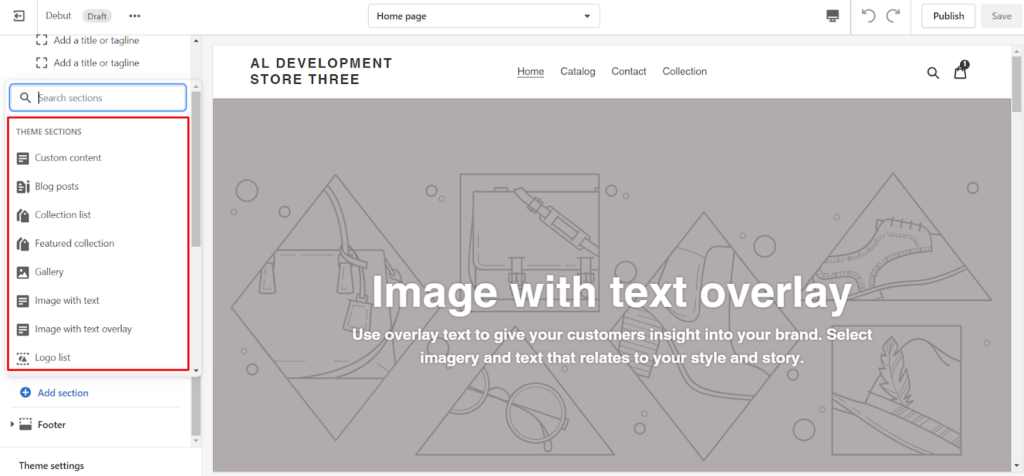 Debut
Draft
Home page
Publish
Save
Add a title or tagline
Add a title or tagline
Search sections
THEME SECTIONS
Custom content
Blog posts
Collection list
Featured collection
Gallery
Image with text
Image with text overlay
Logo list
Add section
Footer
Theme settings
AL DEVELOPMENT
STORE THREE
Home Catalog Contact Collection
1
Image with text overlay
Use overlay text to give your customers insight into your brand. Select
imagery and text that relates to your style and story.